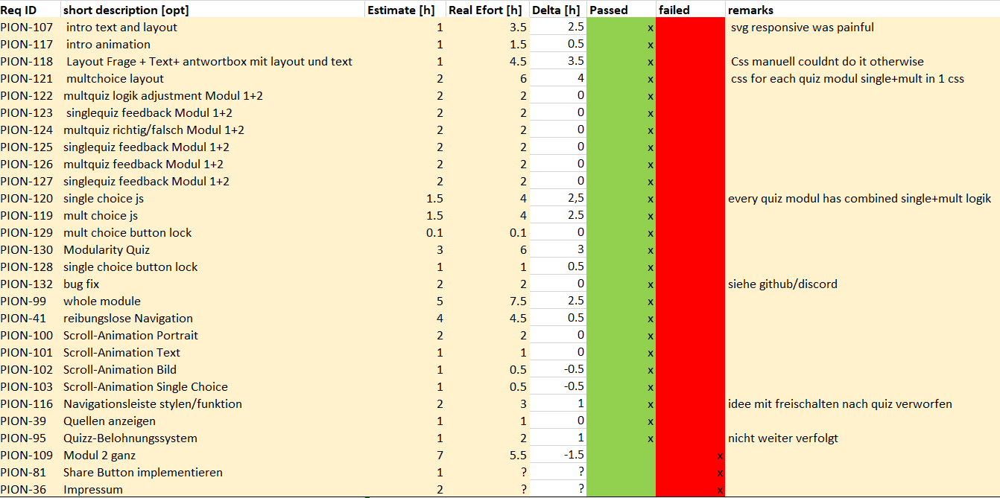 Req ID short description [opt] Estimate [h] Real Efort [h] Delta [h] Passed failed remarks
PION-107 intro text and layout 1 3.5 2.5 x svg responsive was painful
PION-117 intro animation 1 1.5 0.5 x
PION-118 Layout Frage + Text+ antwortbox mit layout und text 1 4.5 3.5 x Css manuell couldnt do it otherwise
PION-121 multchoice layout 2 6 4 x css for each quiz modul single+mult in 1 css
PION-122 multquiz logik adjustment Modul 1+2 2 2 0 x
PION-123 singlequiz feedback Modul 1+2 2 2 0 x
PION-124 multquiz richtig/falsch Modul 1+2 2 2 0 x
PION-125 singlequiz feedback Modul 1+2 2 2 0 x
PION-126 multquiz feedback Modul 1+2 2 2 0 x
PION-127 singlequiz feedback Modul 1+2 2 2 0 x
PION-120 single choice js 1.5 4 2,5 x every quiz modul has combined single+mult logik
PION-119 mult choice js 1.5 4 2.5 x
PION-129 mult choice button lock 0.1 0.1 0 x
PION-130 Modularity Quiz 3 6 3 x
PION-128 single choice button lock 1 1 0.5 x
PION-132 bug fix 2 2 0 x siehe github/discord
PION-99 whole module 5 7.5 2.5 x
PION-41 reibungslose Navigation 4 4.5 0.5 x
PION-100 Scroll-Animation Portrait 2 2 0 x
PION-101 Scroll-Animation Text 1 1 0 x
PION-102 Scroll-Animation Bild 1 0.5 -0.5 x
PION-103 Scroll-Animation Single Choice 1 0.5 -0.5 x
PION-116 Navigationsleiste stylen/funktion 2 3 1 x idee mit freischalten nach quiz verworfen
PION-39 Quellen anzeigen 1 1 0 x
PION-95 Quizz-Belohnungssystem 1 2 1 x nicht weiter verfolgt
PION-109 Modul 2 ganz 7 5.5 -1.5 x
PION-81 Share Button implementieren 1 ? ? x
PION-36 Impressum 2 ? ? x